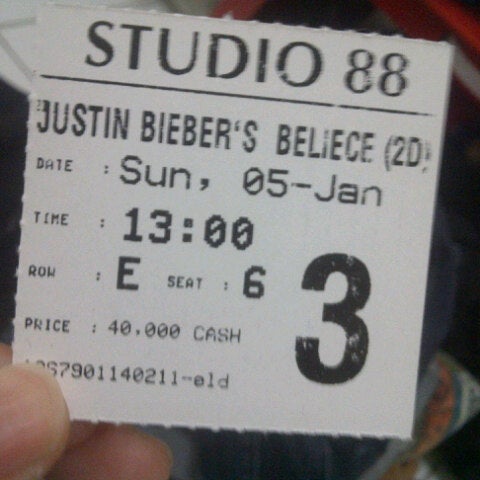 STUDIO 88
JUSTIN BIEBER'S BELIECE (2D)
DATE : Sun, 05-Jan
TIME : 13:00
ROW : E SEAT : 6
3
PRICE : 40,000 CASH